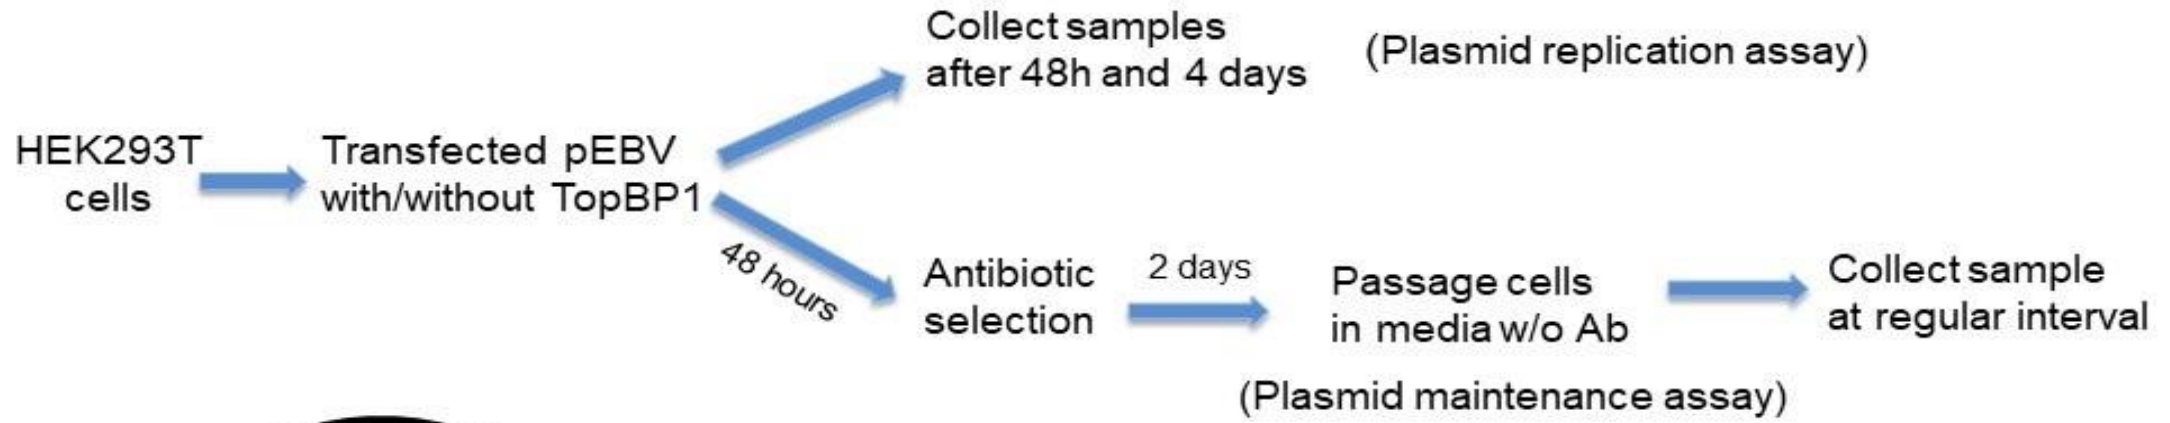 Collect samples
after 48h and 4 days
(Plasmid replication assay)
HEK293T
cells
Transfected pEBV
with/without TopBP1
48 hours
Antibiotic
selection
2 days
Passage cells
in media w/o Ab
Collect sample
at regular interval
(Plasmid maintenance assay)